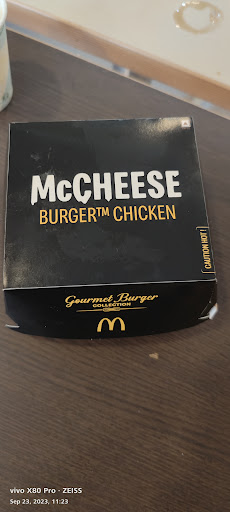 McCHEESE
BURGER™ CHICKEN
CAUTION HOT!
Gourmet Burger
COLLECTION
vivo X80 Pro · ZEISS
Sep 23, 2023, 11:23